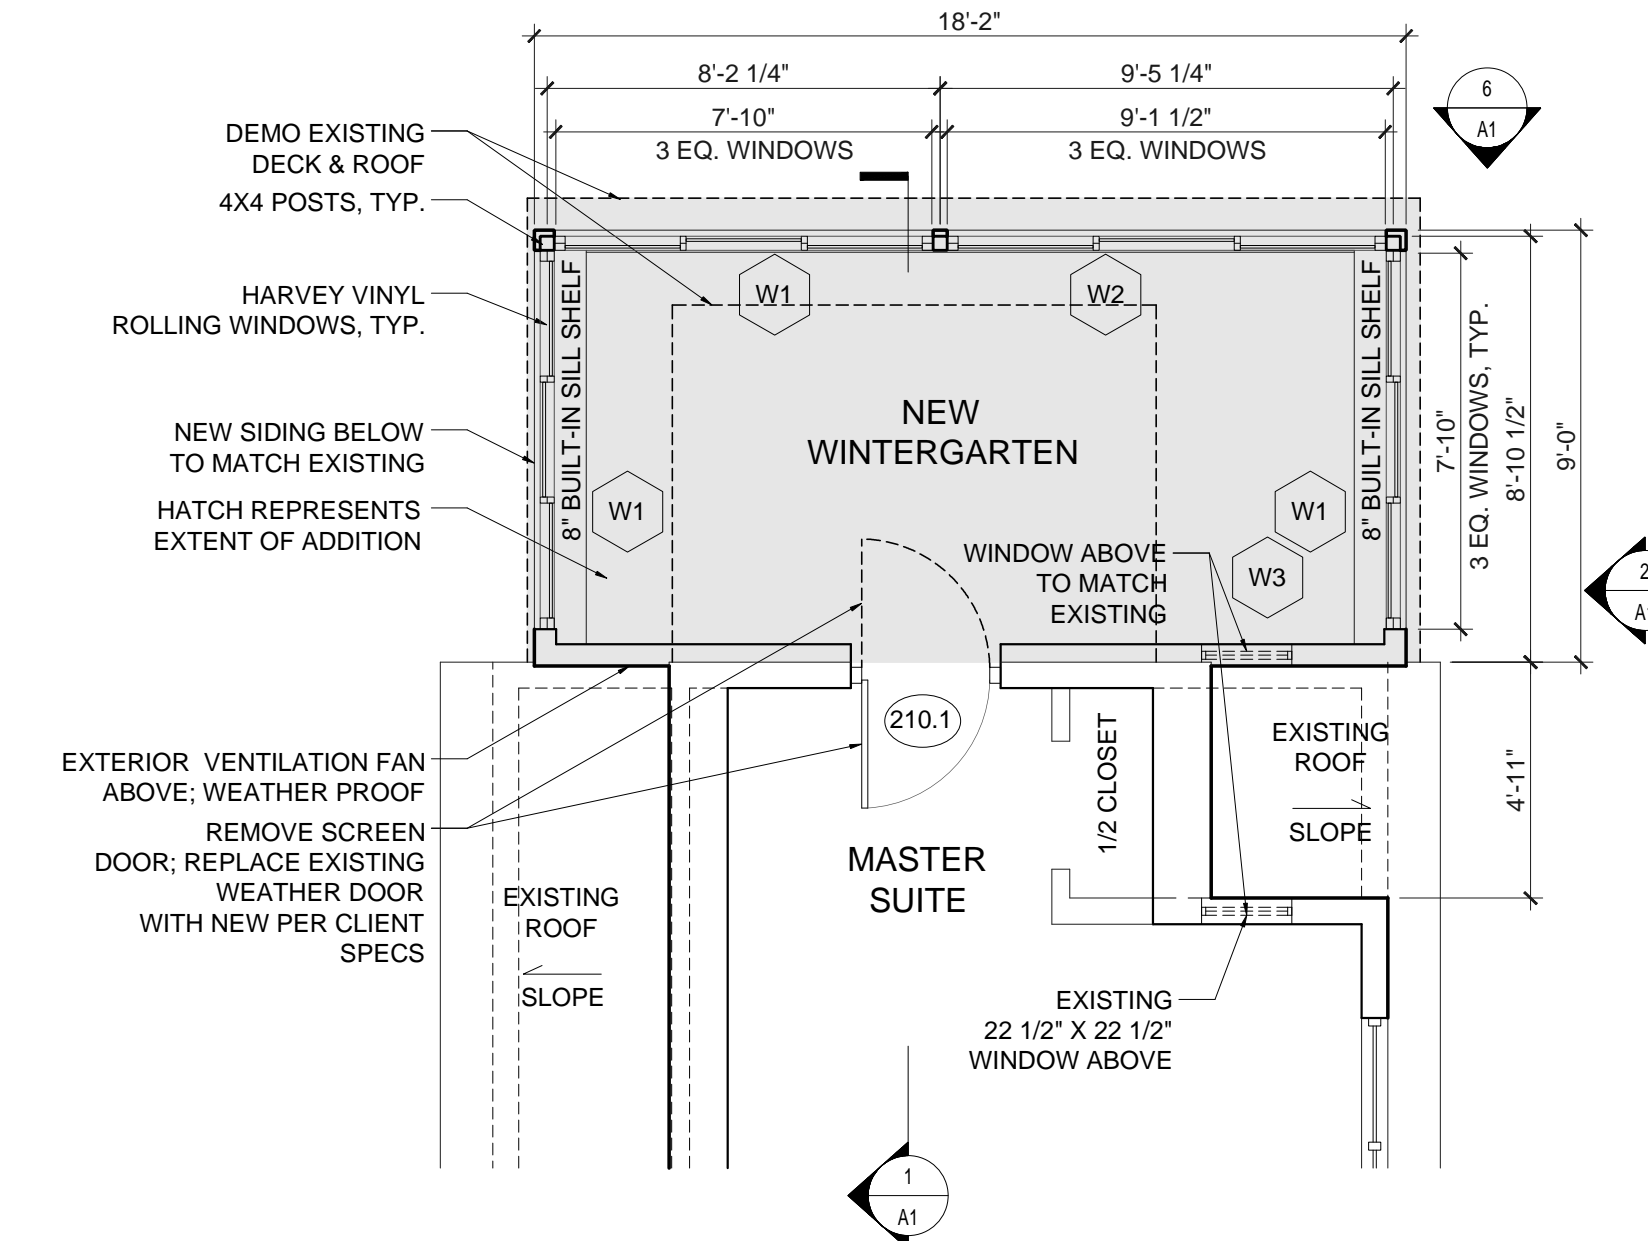 18'-2"
8'-2 1/4"
9'-5 1/4"
7'-10"
3 EQ. WINDOWS
9'-1 1/2"
3 EQ. WINDOWS
6
A1
DEMO EXISTING
DECK & ROOF
4X4 POSTS, TYP.
HARVEY VINYL
ROLLING WINDOWS, TYP.
NEW SIDING BELOW
TO MATCH EXISTING
HATCH REPRESENTS
EXTENT OF ADDITION
8" BUILT-IN SILL SHELF
W1
W2
NEW
WINTERGARTEN
W1
W1
W3
8" BUILT-IN SILL SHELF
7'-10"
3 EQ. WINDOWS, TYP.
8'-10 1/2"
9'-0"
WINDOW ABOVE
TO MATCH
EXISTING
2
EXTERIOR  VENTILATION FAN
ABOVE; WEATHER PROOF
REMOVE SCREEN
DOOR; REPLACE EXISTING
WEATHER DOOR
WITH NEW PER CLIENT
SPECS
210.1
1/2 CLOSET
EXISTING
ROOF
SLOPE
4'-11"
MASTER
SUITE
EXISTING
ROOF
SLOPE
EXISTING
22 1/2" X 22 1/2"
WINDOW ABOVE
1
A1